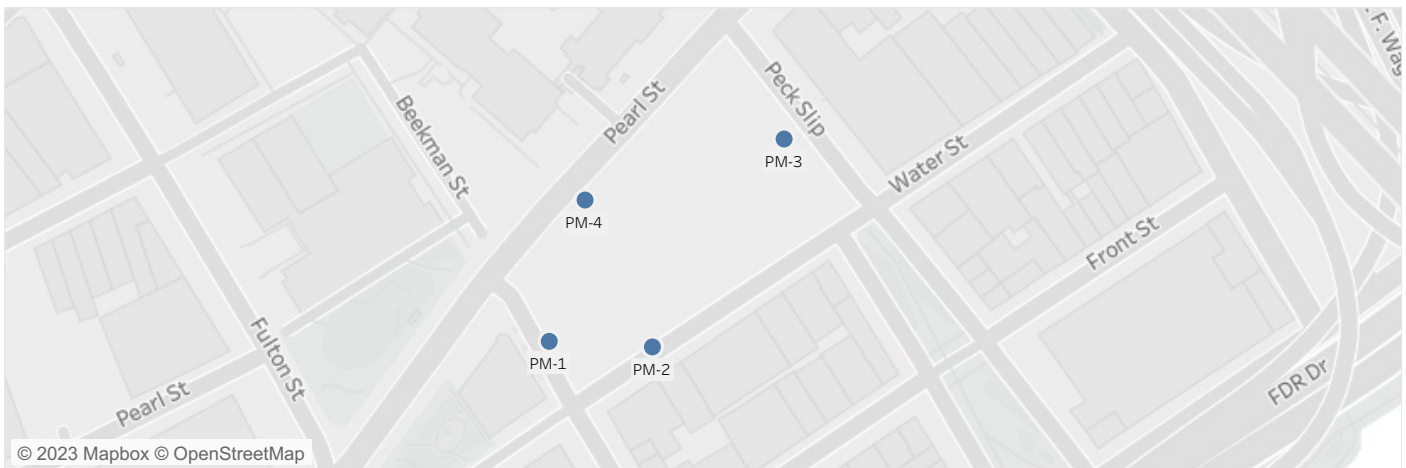 F. Wag
Peck Slip
Pearl St
Beekman St
PM-3
Water St
PM-4
Front St
Fulton St
PM-1
PM-2
Pearl St
FDR Dr
© 2023 Mapbox © OpenStreetMap